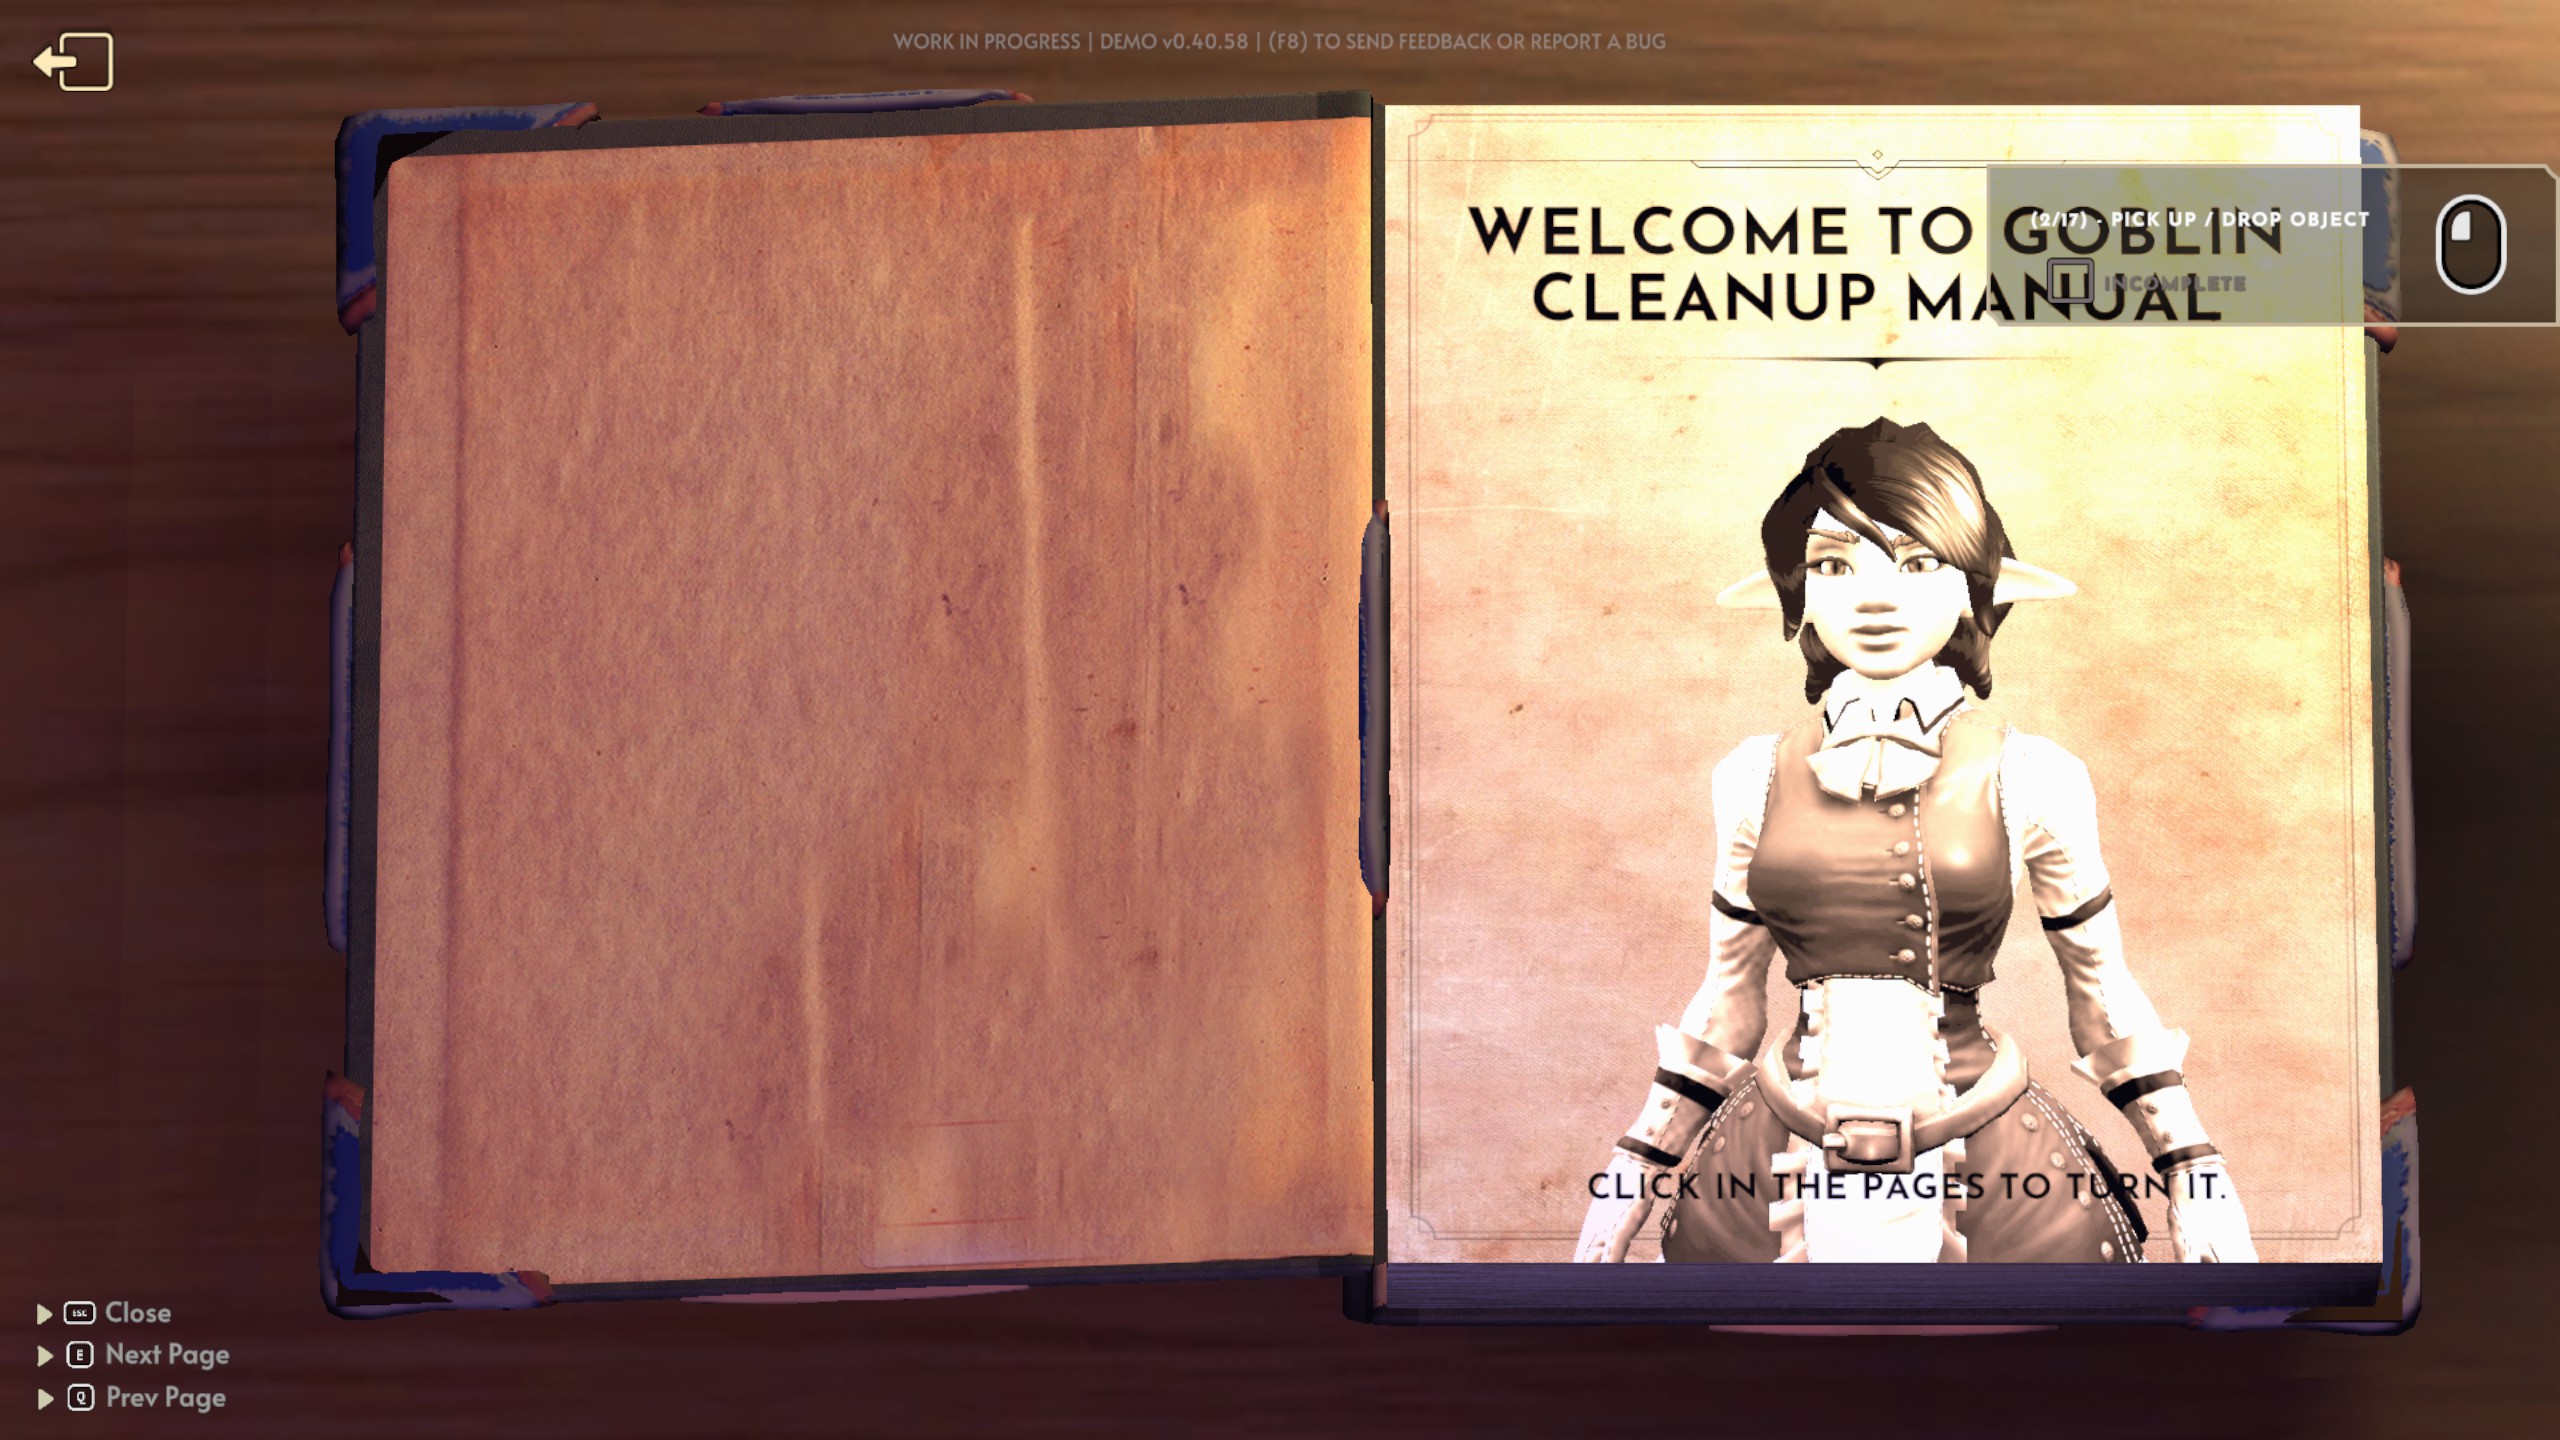 WORK IN PROGRESS | DEMO v0.40.58 | (F8) TO SEND FEEDBACK OR REPORT A BUG
WELCOME TO GOBLIN
CLEANUP MANUAL
(2/17) - PICK UP / DROP OBJECT
INCOMPLETE
CLICK IN THE PAGES TO TURN IT.
ESC Close
E Next Page
Q Prev Page